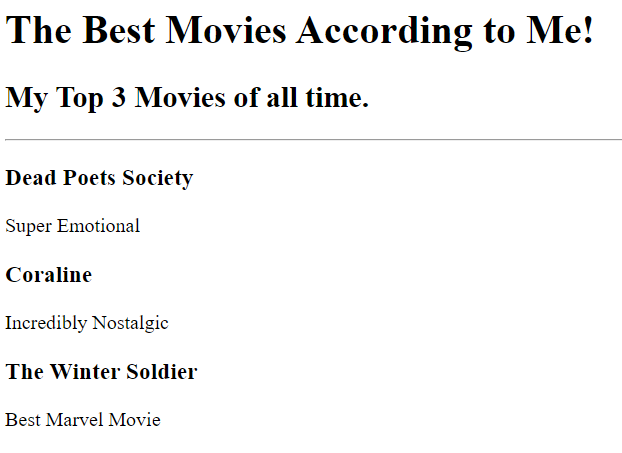 The Best Movies According to Me!
My Top 3 Movies of all time.
Dead Poets Society
Super Emotional
Coraline
Incredibly Nostalgic
The Winter Soldier
Best Marvel Movie